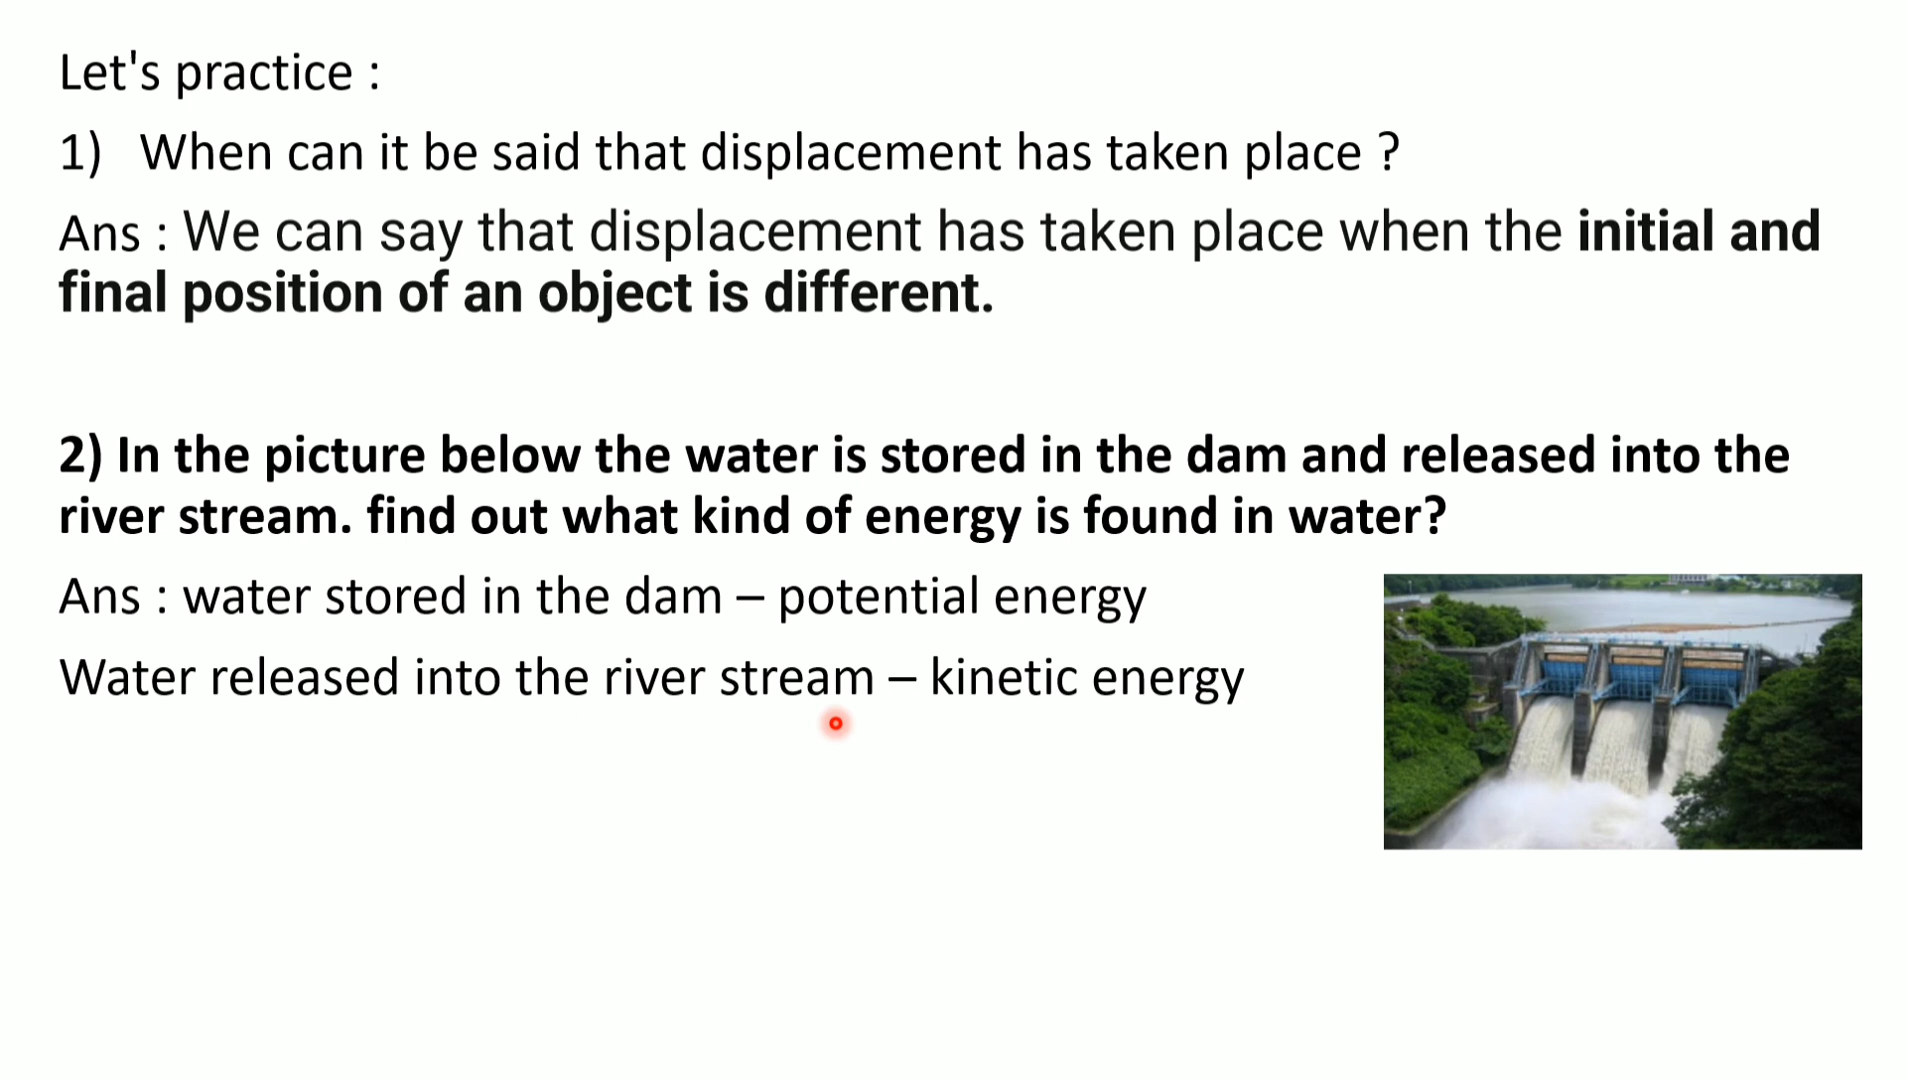 Let's practice :
1) When can it be said that displacement has taken place ?
Ans : We can say that displacement has taken place when the initial and
final position of an object is different.
2) In the picture below the water is stored in the dam and released into the
river stream. find out what kind of energy is found in water?
Ans : water stored in the dam – potential energy
Water released into the river stream – kinetic energy